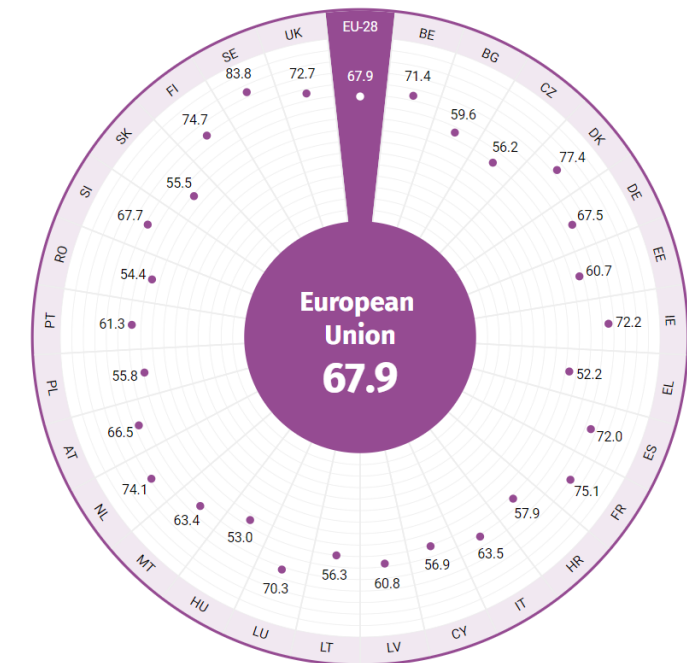 EU-28
67.9
BE
71.4
BG
59.6
CZ
56.2
DK
77.4
DE
67.5
EE
60.7
IE
72.2
EL
52.2
ES
72.0
FR
75.1
HR
57.9
IT
63.5
CY
56.9
LV
60.8
LT
56.3
LU
70.3
HU
53.0
MT
63.4
NL
74.1
AT
66.5
PL
55.8
PT
61.3
RO
54.4
SI
67.7
SK
55.5
FI
74.7
SE
83.8
UK
72.7
European
Union
67.9